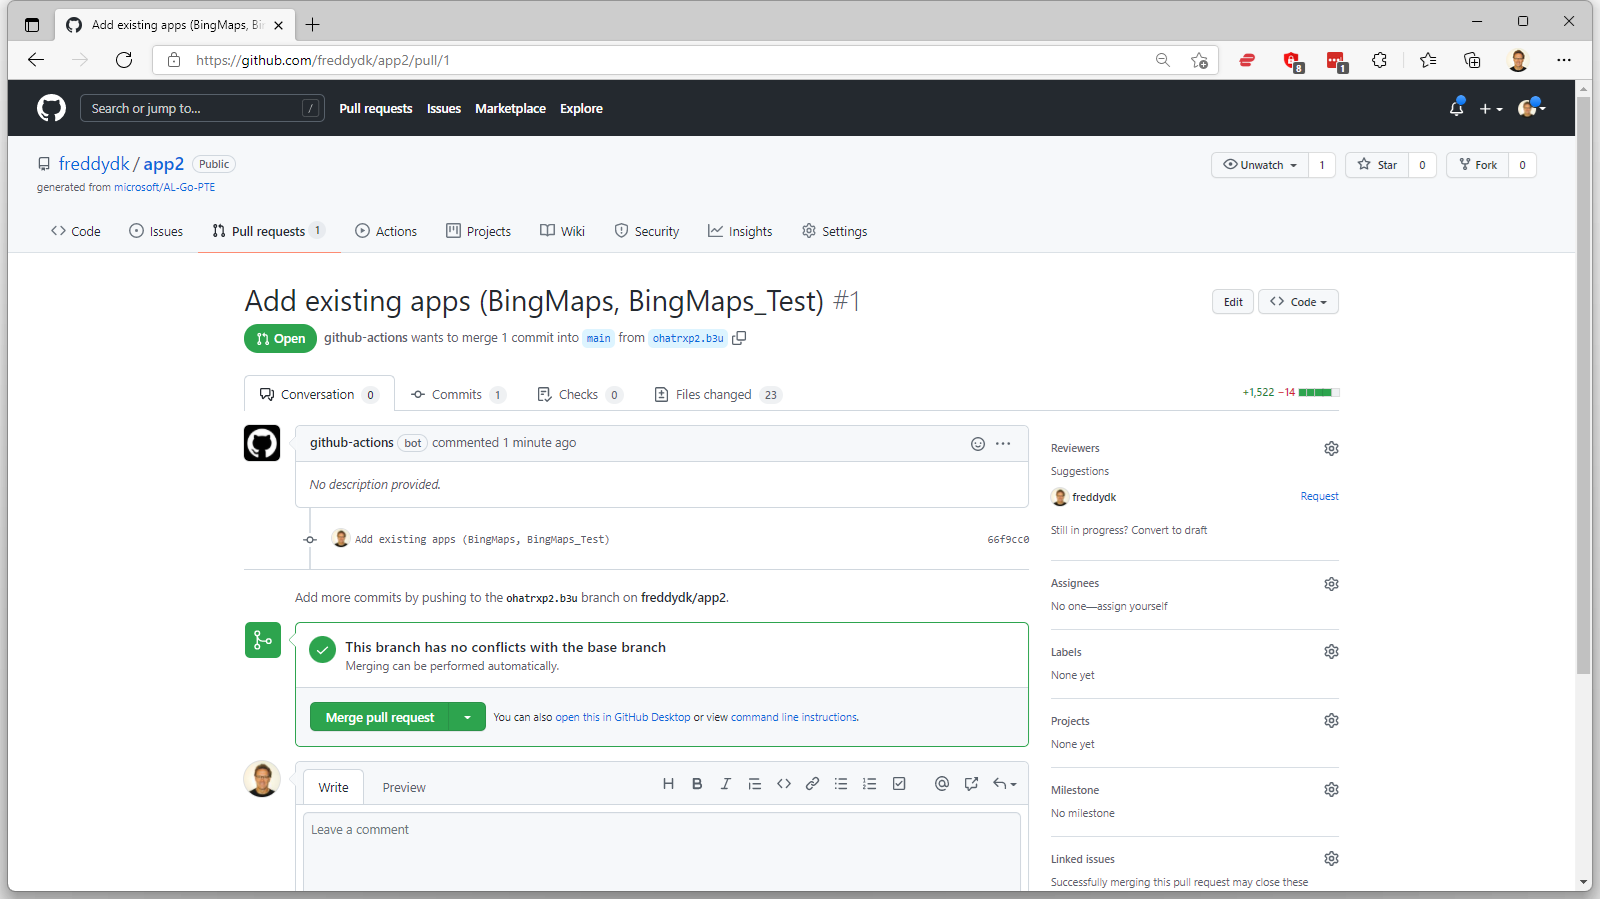 Add existing apps (BingMaps, Bi
https://github.com/freddydk/app2/pull/1
8
1
Search or jump to...
/
Pull requests
Issues
Marketplace
Explore
freddydk / app2
Public
generated from microsoft/AL-Go-PTE
Unwatch 1
Star 0
Fork 0
Code
Issues
Pull requests 1
Actions
Projects
Wiki
Security
Insights
Settings
Add existing apps (BingMaps, BingMaps_Test) #1
Edit
Code
Open
github-actions wants to merge 1 commit into main from ohatrxp2.b3u
Conversation 0
Commits 1
Checks 0
Files changed 23
+1,522 −14
github-actions bot commented 1 minute ago
No description provided.
Add existing apps (BingMaps, BingMaps_Test)
66f9cc0
Add more commits by pushing to the ohatrxp2.b3u branch on freddydk/app2.
This branch has no conflicts with the base branch
Merging can be performed automatically.
Merge pull request
You can also open this in GitHub Desktop or view command line instructions.
Write
Preview
Leave a comment
Reviewers
Suggestions
freddydk
Request
Still in progress? Convert to draft
Assignees
No one—assign yourself
Labels
None yet
Projects
None yet
Milestone
No milestone
Linked issues
Successfully merging this pull request may close these